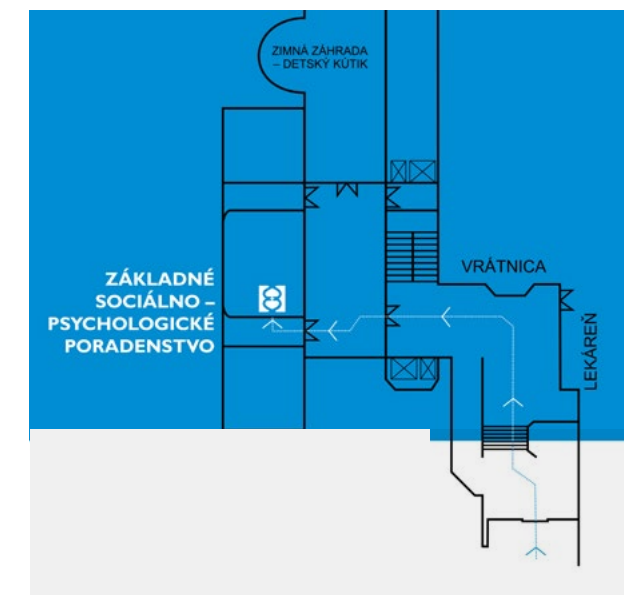 ZIMNÁ ZÁHRADA
– DETSKÝ KÚTIK
VRÁTNICA
ZÁKLADNÉ
SOCIÁLNO –
PSYCHOLOGICKÉ
PORADENSTVO
LEKÁREŇ